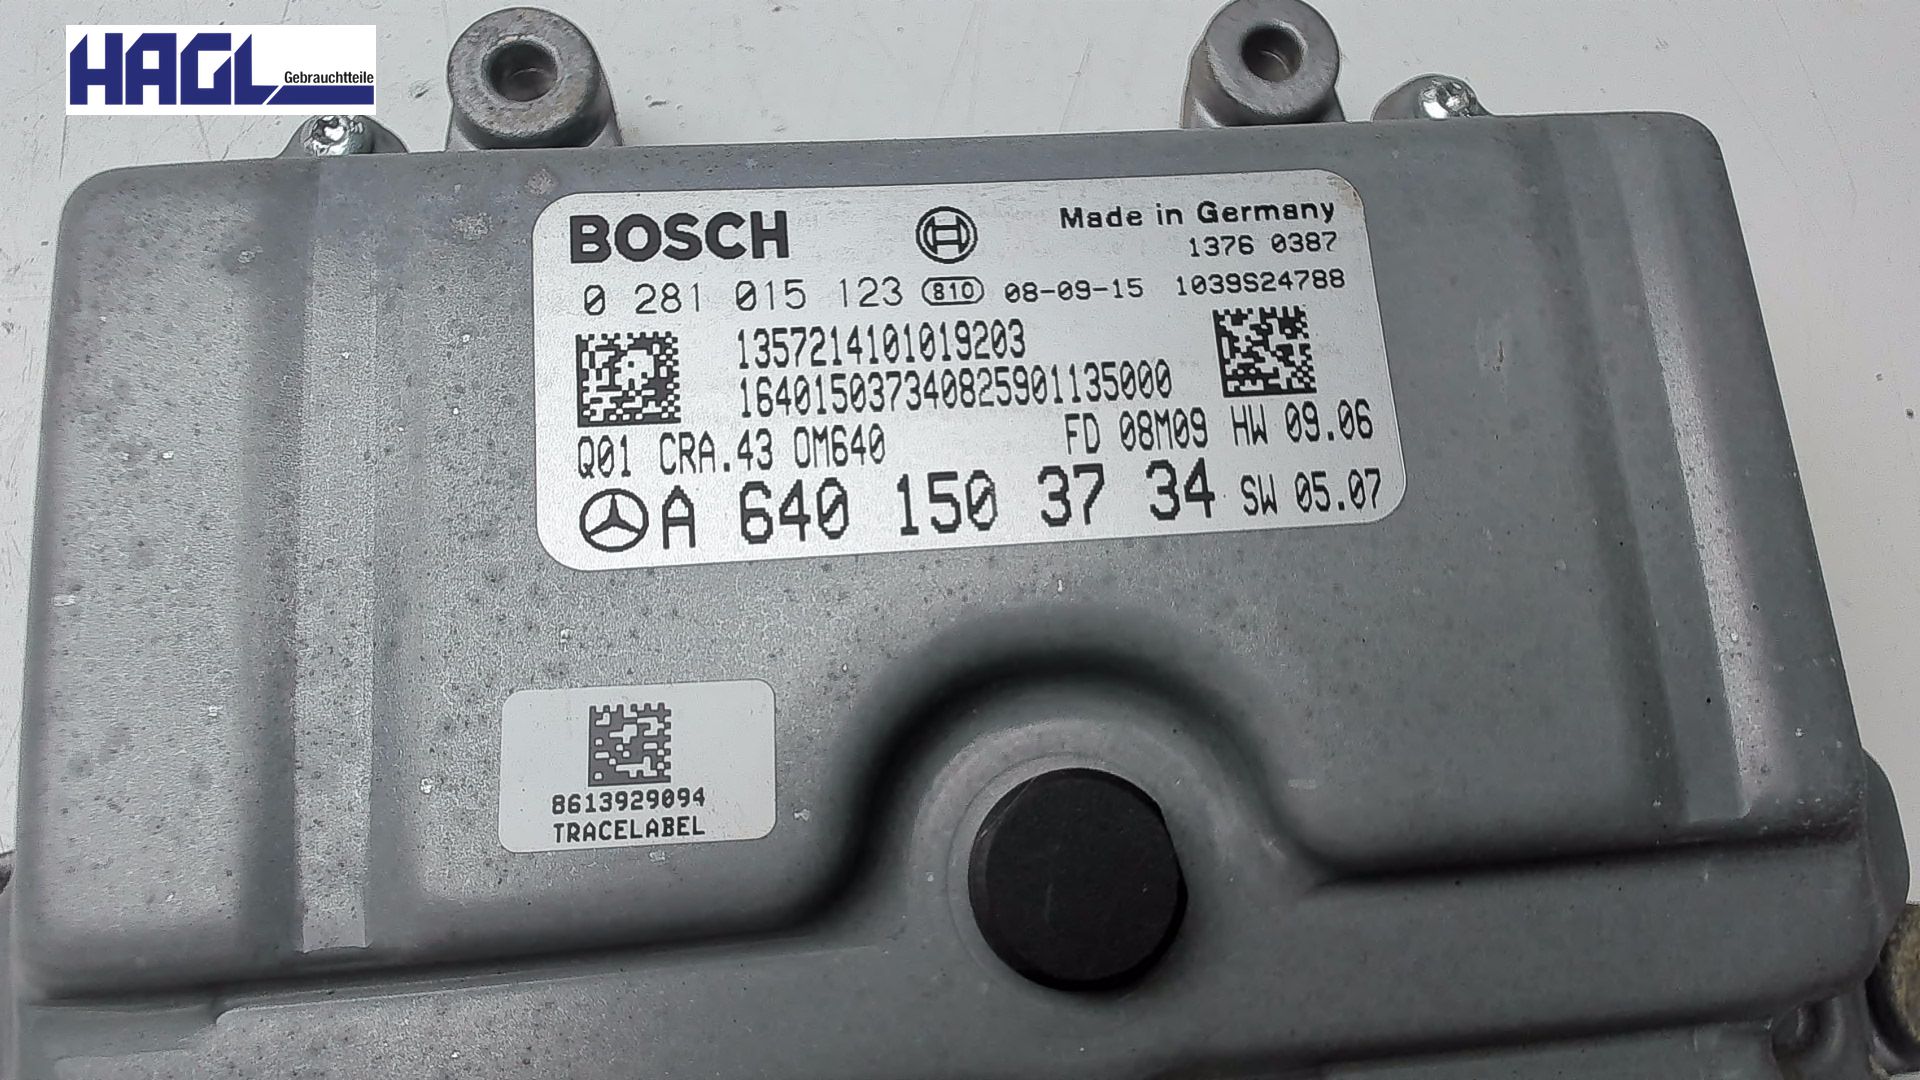 HAGL
Gebrauchtteile
BOSCH
Made in Germany
1376 0387
0 281 015 123 810 08-09-15 1039S24788
1357214101019203
164015037340825901135000
Q01 CRA.43 OM640 FD 08M09 HW 09.06
A 640 150 37 34 SW 05.07
8613929094
TRACELABEL